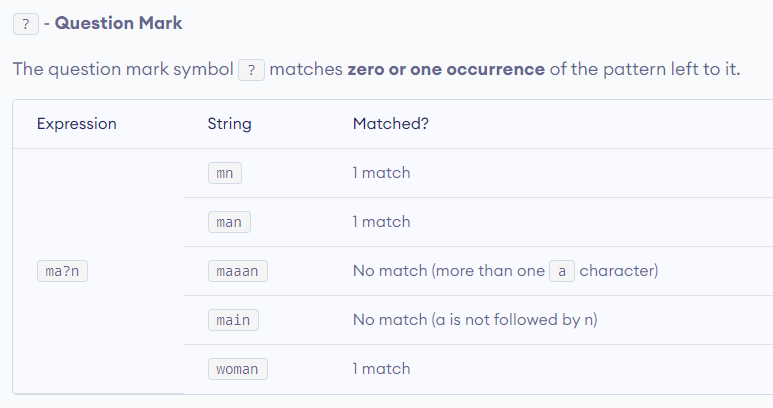 ? - Question Mark
The question mark symbol ? matches zero or one occurrence of the pattern left to it.
Expression String Matched?
mn 1 match
man 1 match
ma?n maaan No match (more than one a character)
main No match (a is not followed by n)
woman 1 match